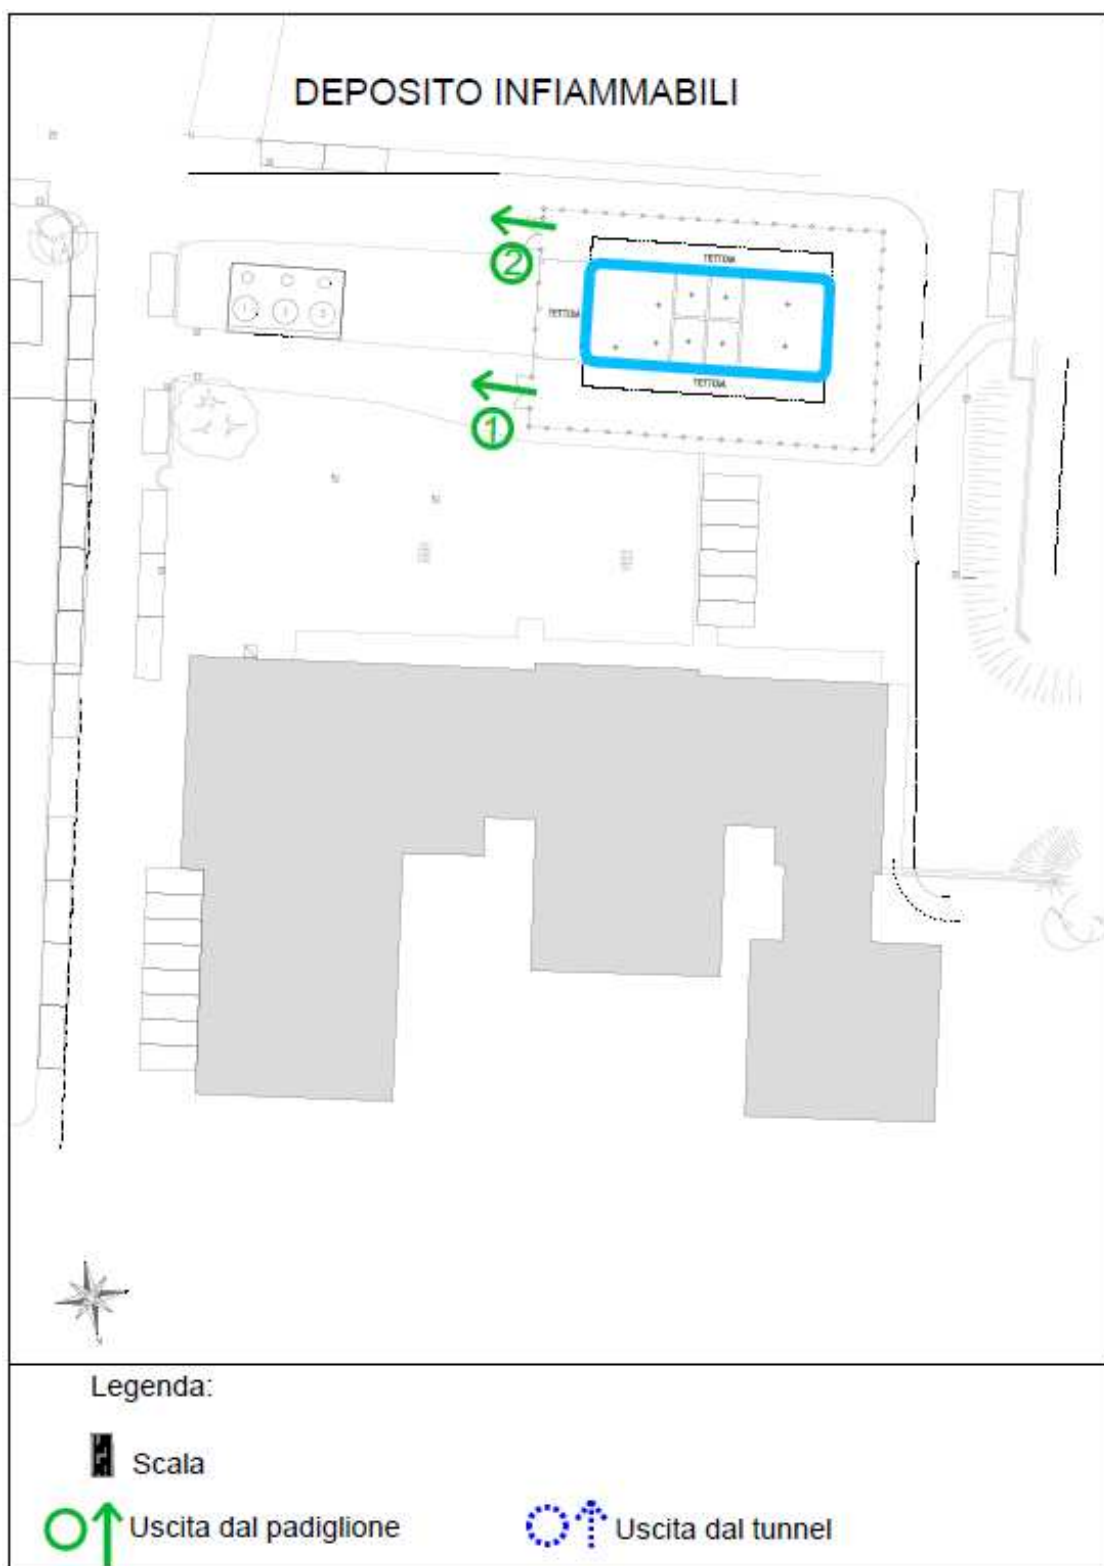 DEPOSITO INFIAMMABILI
2
TETTOIA
TETTOIA
1
TETTOIA
Legenda:
Scala
Uscita dal padiglione
Uscita dal tunnel